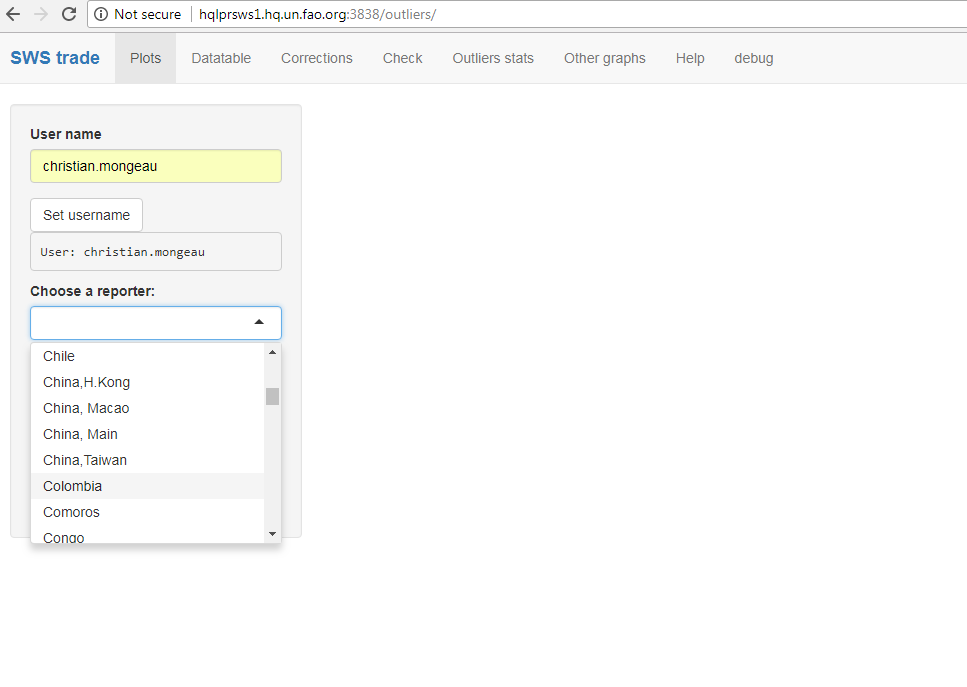 Not secure hqlprsws1.hq.un.fao.org:3838/outliers/
SWS trade Plots Datatable Corrections Check Outliers stats Other graphs Help debug
User name
christian.mongeau
Set username
User: christian.mongeau
Choose a reporter:
Chile
China,H.Kong
China, Macao
China, Main
China,Taiwan
Colombia
Comoros
Congo